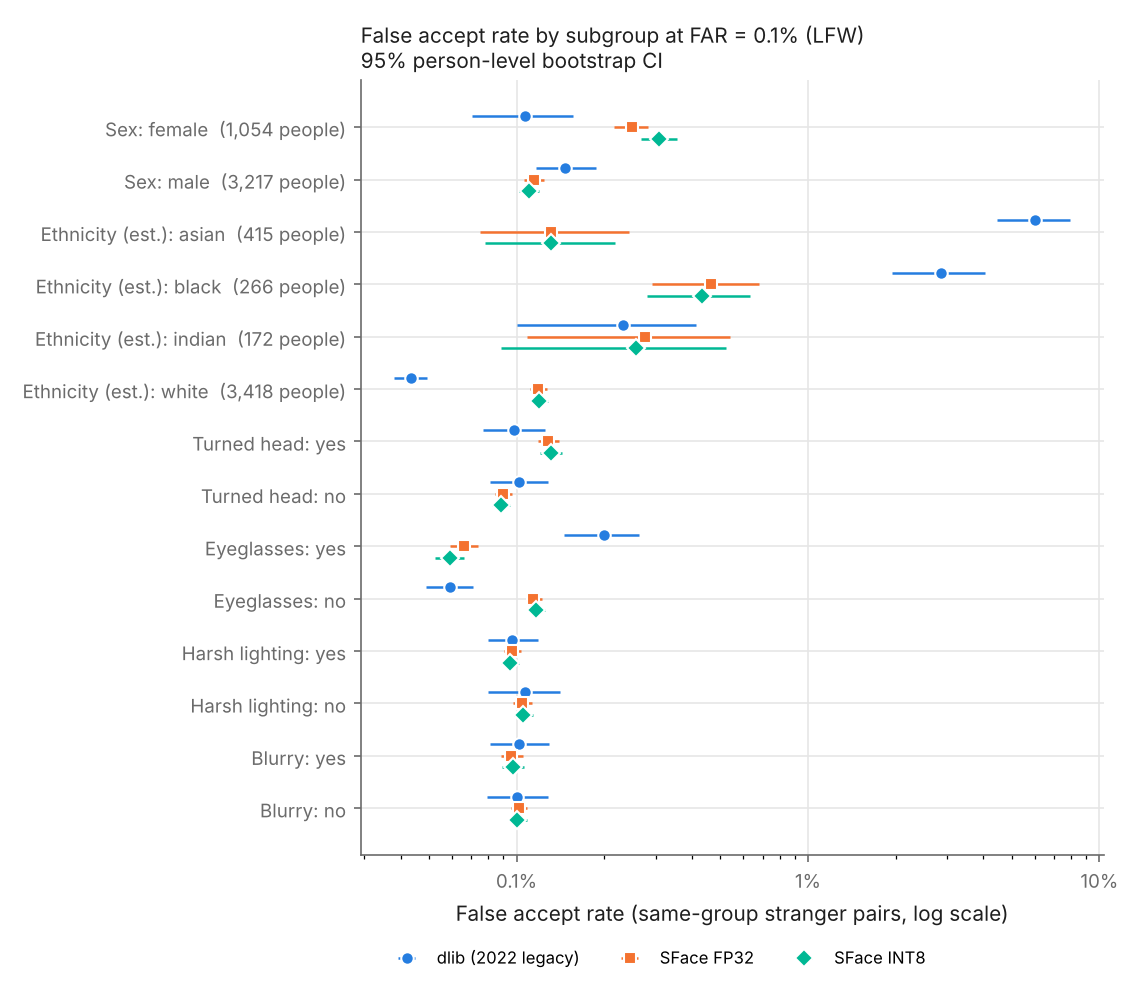 False accept rate by subgroup at FAR = 0.1% (LFW)
95% person-level bootstrap CI
Sex: female  (1,054 people)
Sex: male  (3,217 people)
Ethnicity (est.): asian  (415 people)
Ethnicity (est.): black  (266 people)
Ethnicity (est.): indian  (172 people)
Ethnicity (est.): white  (3,418 people)
Turned head: yes
Turned head: no
Eyeglasses: yes
Eyeglasses: no
Harsh lighting: yes
Harsh lighting: no
Blurry: yes
Blurry: no
0.1% 1% 10%
False accept rate (same-group stranger pairs, log scale)
dlib (2022 legacy) SFace FP32 SFace INT8